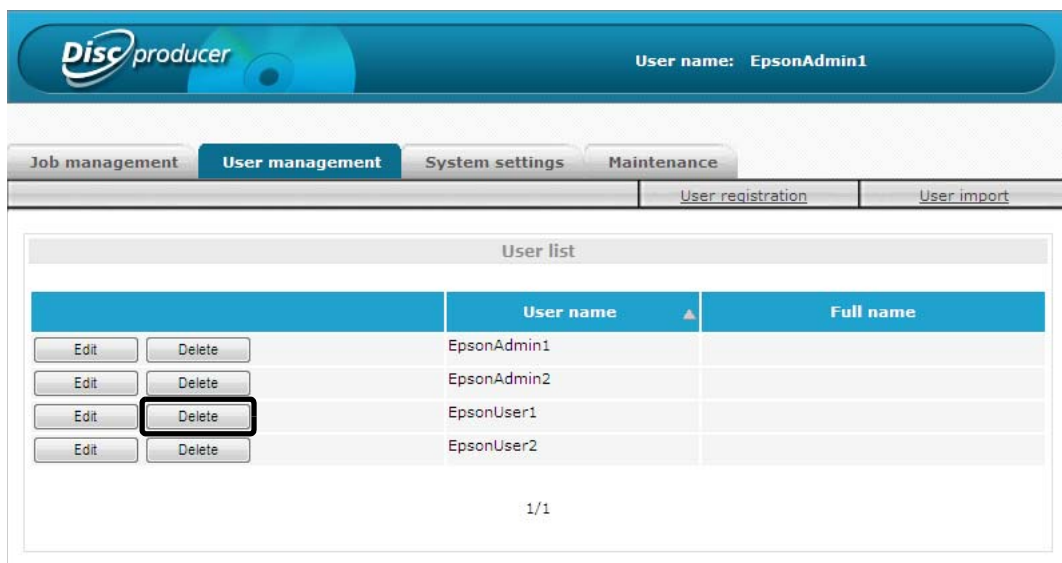 Disc producer User name: EpsonAdmin1
Job management User management System settings Maintenance
User registration User import
User list
User name Full name
Edit Delete EpsonAdmin1
Edit Delete EpsonAdmin2
Edit Delete EpsonUser1
Edit Delete EpsonUser2
1/1